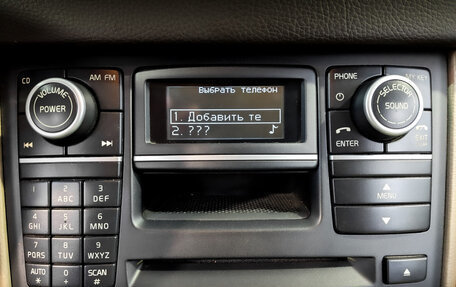 CD
AM FM
VOLUME
POWER
Выбрать телефон
1. Добавить те
2. ???
PHONE
MY KEY
SELECTOR
SOUND
ENTER
EXIT
MENU
1
2
ABC
3
DEF
4
GHI
5
JKL
6
MNO
7
PQRS
8
TUV
9
WXYZ
AUTO
*
0
+
SCAN
#